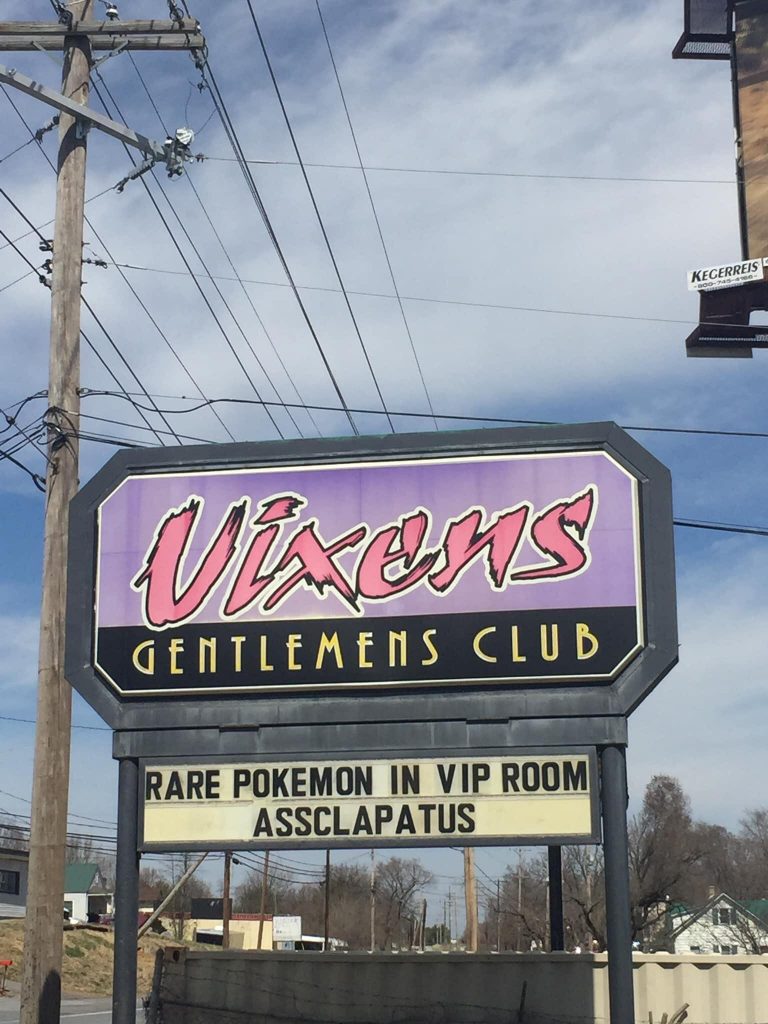 KEGERREIS
Vixens
GENTLEMENS CLUB
RARE POKEMON IN VIP ROOM
ASSCLAPATUS